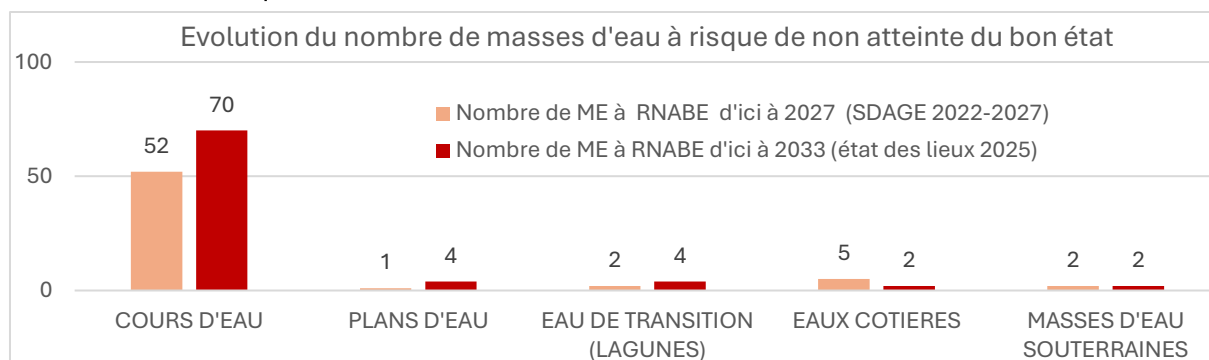 Evolution du nombre de masses d'eau à risque de non atteinte du bon état
100
50
0
Nombre de ME à RNABE d'ici à 2027 (SDAGE 2022-2027)
Nombre de ME à RNABE d'ici à 2033 (état des lieux 2025)
52
70
1
4
2
4
5
2
2
2
COURS D'EAU
PLANS D'EAU
EAU DE TRANSITION
(LAGUNES)
EAUX COTIERES
MASSES D'EAU
SOUTERRAINES